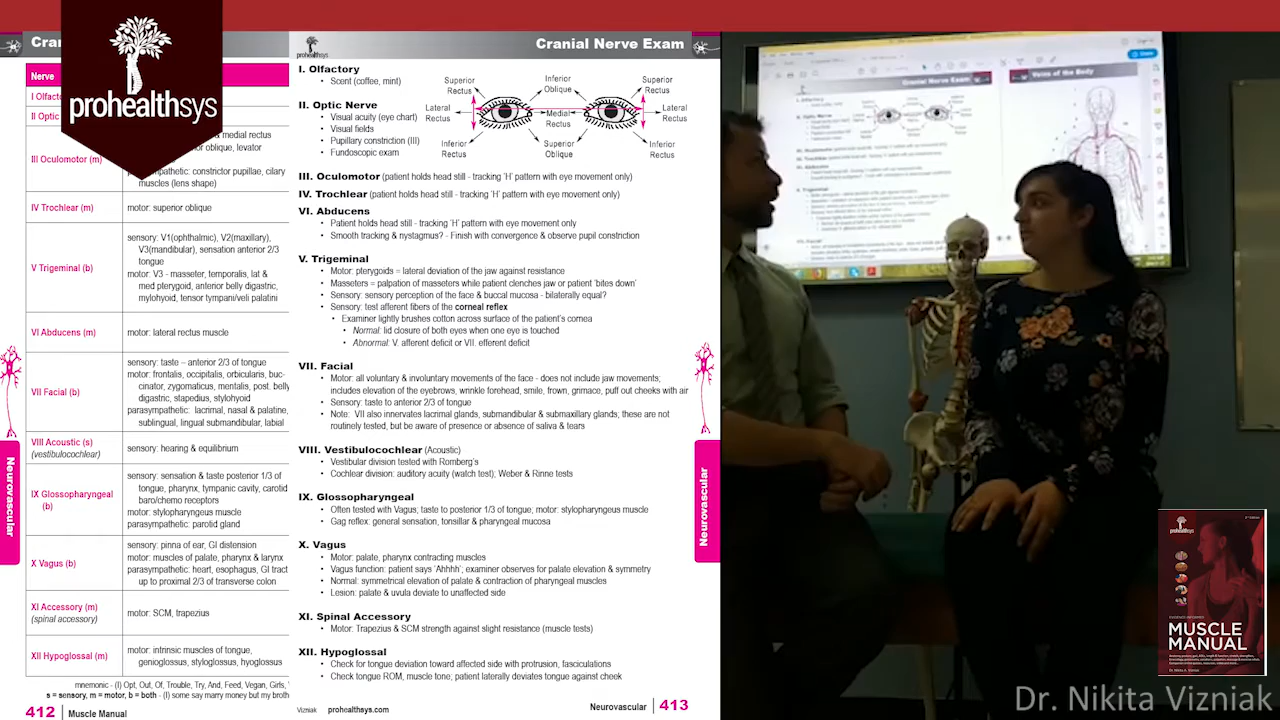 prohealthsys
Cra
Nerve
I Olfac
II Optic
& medial rectus
or oblique, levator
III Oculomotor (m)
pathetic: constrictor pupillae, ciliary
muscles (lens shape)
IV Trochlear (m)
superior oblique
sensory: V1(ophthalmic), V2(maxillary),
V3(mandibular), sensation anterior 2/3
tongue
V Trigeminal (b)
motor: V3 - masseter, temporalis, lat &
med pterygoid, anterior belly digastric,
mylohyoid, tensor tympani/veli palatini
VI Abducens (m)
motor: lateral rectus muscle
sensory: taste – anterior 2/3 of tongue
motor: frontalis, occipitalis, orbicularis, buc-
cinator, zygomaticus, mentalis, post. belly
VII Facial (b)
digastric, stapedius, stylohyoid
parasympathetic: lacrimal, nasal & palatine,
sublingual, lingual submandibular, labial
VIII Acoustic (s)
(vestibulocochlear)
sensory: hearing & equilibrium
sensory: sensation & taste posterior 1/3 of
tongue, pharynx, tympanic cavity, carotid
baro/chemo receptors
IX Glossopharyngeal
(b)
motor: stylopharyngeus muscle
parasympathetic: parotid gland
sensory: pinna of ear, GI distension
motor: muscles of palate, pharynx & larynx
X Vagus (b)
parasympathetic: heart, esophagus, GI tract
up to proximal 2/3 of transverse colon
XI Accessory (m)
(spinal accessory)
motor: SCM, trapezius
XII Hypoglossal (m)
motor: intrinsic muscles of tongue,
genioglossus, styloglossus, hyoglossus
mnemonic - (I) Opt, Out, Of, Trouble, Try, And, Feed, Vegan, Girls,
s = sensory, m = motor, b = both - (I) some say marry money but my broth
412 Muscle Manual
Neurovascular
prohealthsys
Cranial Nerve Exam
I. Olfactory
• Scent (coffee, mint)
II. Optic Nerve
• Visual acuity (eye chart)
• Visual fields
• Pupillary constriction (III)
• Fundoscopic exam
Superior Rectus
Inferior Oblique
Superior Rectus
Lateral Rectus
Medial Rectus
Lateral Rectus
Inferior Rectus
Superior Oblique
Inferior Rectus
III. Oculomotor (patient holds head still - tracking 'H' pattern with eye movement only)
IV. Trochlear (patient holds head still - tracking 'H' pattern with eye movement only)
VI. Abducens
• Patient holds head still - tracking 'H' pattern with eye movement only
• Smooth tracking & nystagmus? - Finish with convergence & observe pupil constriction
V. Trigeminal
• Motor: pterygoids = lateral deviation of the jaw against resistance
• Masseters = palpation of masseters while patient clenches jaw or patient 'bites down'
• Sensory: sensory perception of the face & buccal mucosa - bilaterally equal?
• Sensory: test afferent fibers of the corneal reflex
• Examiner lightly brushes cotton across surface of the patient's cornea
• Normal: lid closure of both eyes when one eye is touched
• Abnormal: V. afferent deficit or VII. efferent deficit
VII. Facial
• Motor: all voluntary & involuntary movements of the face - does not include jaw movements;
includes elevation of the eyebrows, wrinkle forehead, smile, frown, grimace, puff out cheeks with air
• Sensory: taste to anterior 2/3 of tongue
• Note: VII also innervates lacrimal glands, submandibular & submaxillary glands; these are not
routinely tested, but be aware of presence or absence of saliva & tears
VIII. Vestibulocochlear (Acoustic)
• Vestibular division tested with Romberg's
• Cochlear division: auditory acuity (watch test); Weber & Rinne tests
IX. Glossopharyngeal
• Often tested with Vagus; taste to posterior 1/3 of tongue; motor: stylopharyngeus muscle
• Gag reflex: general sensation, tonsillar & pharyngeal mucosa
X. Vagus
• Motor: palate, pharynx contracting muscles
• Vagus function: patient says 'Ahhhh'; examiner observes for palate elevation & symmetry
• Normal: symmetrical elevation of palate & contraction of pharyngeal muscles
• Lesion: palate & uvula deviate to unaffected side
XI. Spinal Accessory
• Motor: Trapezius & SCM strength against slight resistance (muscle tests)
XII. Hypoglossal
• Check for tongue deviation toward affected side with protrusion, fasciculations
• Check tongue ROM, muscle tone, patient laterally deviates tongue against cheek
Vizniak prohealthsys.com
Neurovascular 413
Neurovascular
Cranial Nerve Exam
Veins of the Body
prohealthsys
MUSCLE
MANUAL
Dr. Nikita A. Vizniak
Dr. Nikita Vizniak